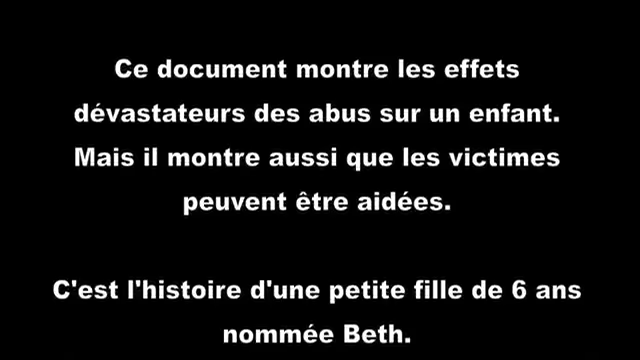 Ce document montre les effets
dévastateurs des abus sur un enfant.
Mais il montre aussi que les victimes
peuvent être aidées.
C'est l'histoire d'une petite fille de 6 ans
nommée Beth.